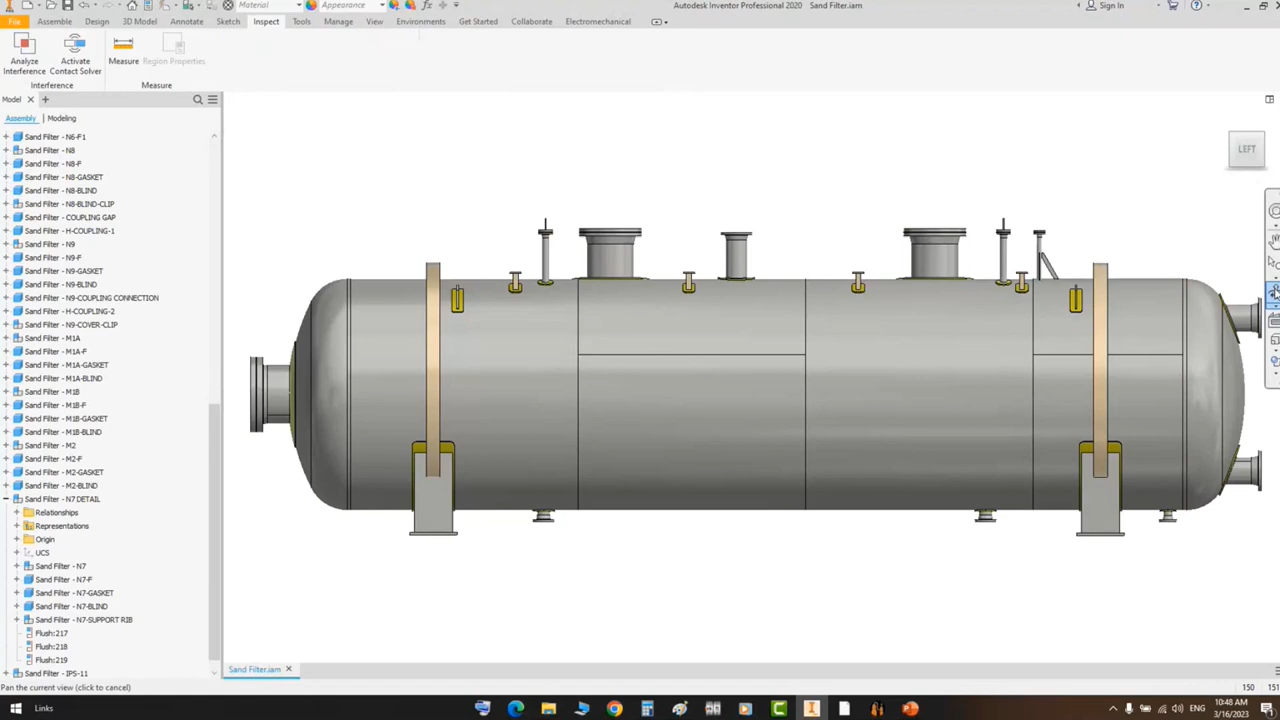 Material
Appearance
Autodesk Inventor Professional 2020 Sand Filter.iam
Sign In
File Assemble Design 3D Model Annotate Sketch Inspect Tools Manage View Environments Get Started Collaborate Electromechanical
Analyze Interference
Activate Contact Solver
Measure
Region Properties
Interference
Measure
Model
Assembly Modeling
Sand Filter - N6-F1
Sand Filter - N8
Sand Filter - N8-F
Sand Filter - N8-GASKET
Sand Filter - N8-BLIND
Sand Filter - N8-BLIND-CLIP
Sand Filter - COUPLING GAP
Sand Filter - H-COUPLING-1
Sand Filter - N9
Sand Filter - N9-F
Sand Filter - N9-GASKET
Sand Filter - N9-BLIND
Sand Filter - N9-COUPLING CONNECTION
Sand Filter - H-COUPLING-2
Sand Filter - N9-COVER-CLIP
Sand Filter - M1A
Sand Filter - M1A-F
Sand Filter - M1A-GASKET
Sand Filter - M1A-BLIND
Sand Filter - M1B
Sand Filter - M1B-F
Sand Filter - M1B-GASKET
Sand Filter - M1B-BLIND
Sand Filter - M2
Sand Filter - M2-F
Sand Filter - M2-GASKET
Sand Filter - M2-BLIND
Sand Filter - N7 DETAIL
Relationships
Representations
Origin
UCS
Sand Filter - N7
Sand Filter - N7-F
Sand Filter - N7-GASKET
Sand Filter - N7-BLIND
Sand Filter - N7-SUPPORT RIB
Flush:217
Flush:218
Flush:219
Sand Filter - IPS-11
LEFT
Sand Filter.iam
Pan the current view (click to cancel)
150 151
Links
ENG
10:48 AM
3/16/2023